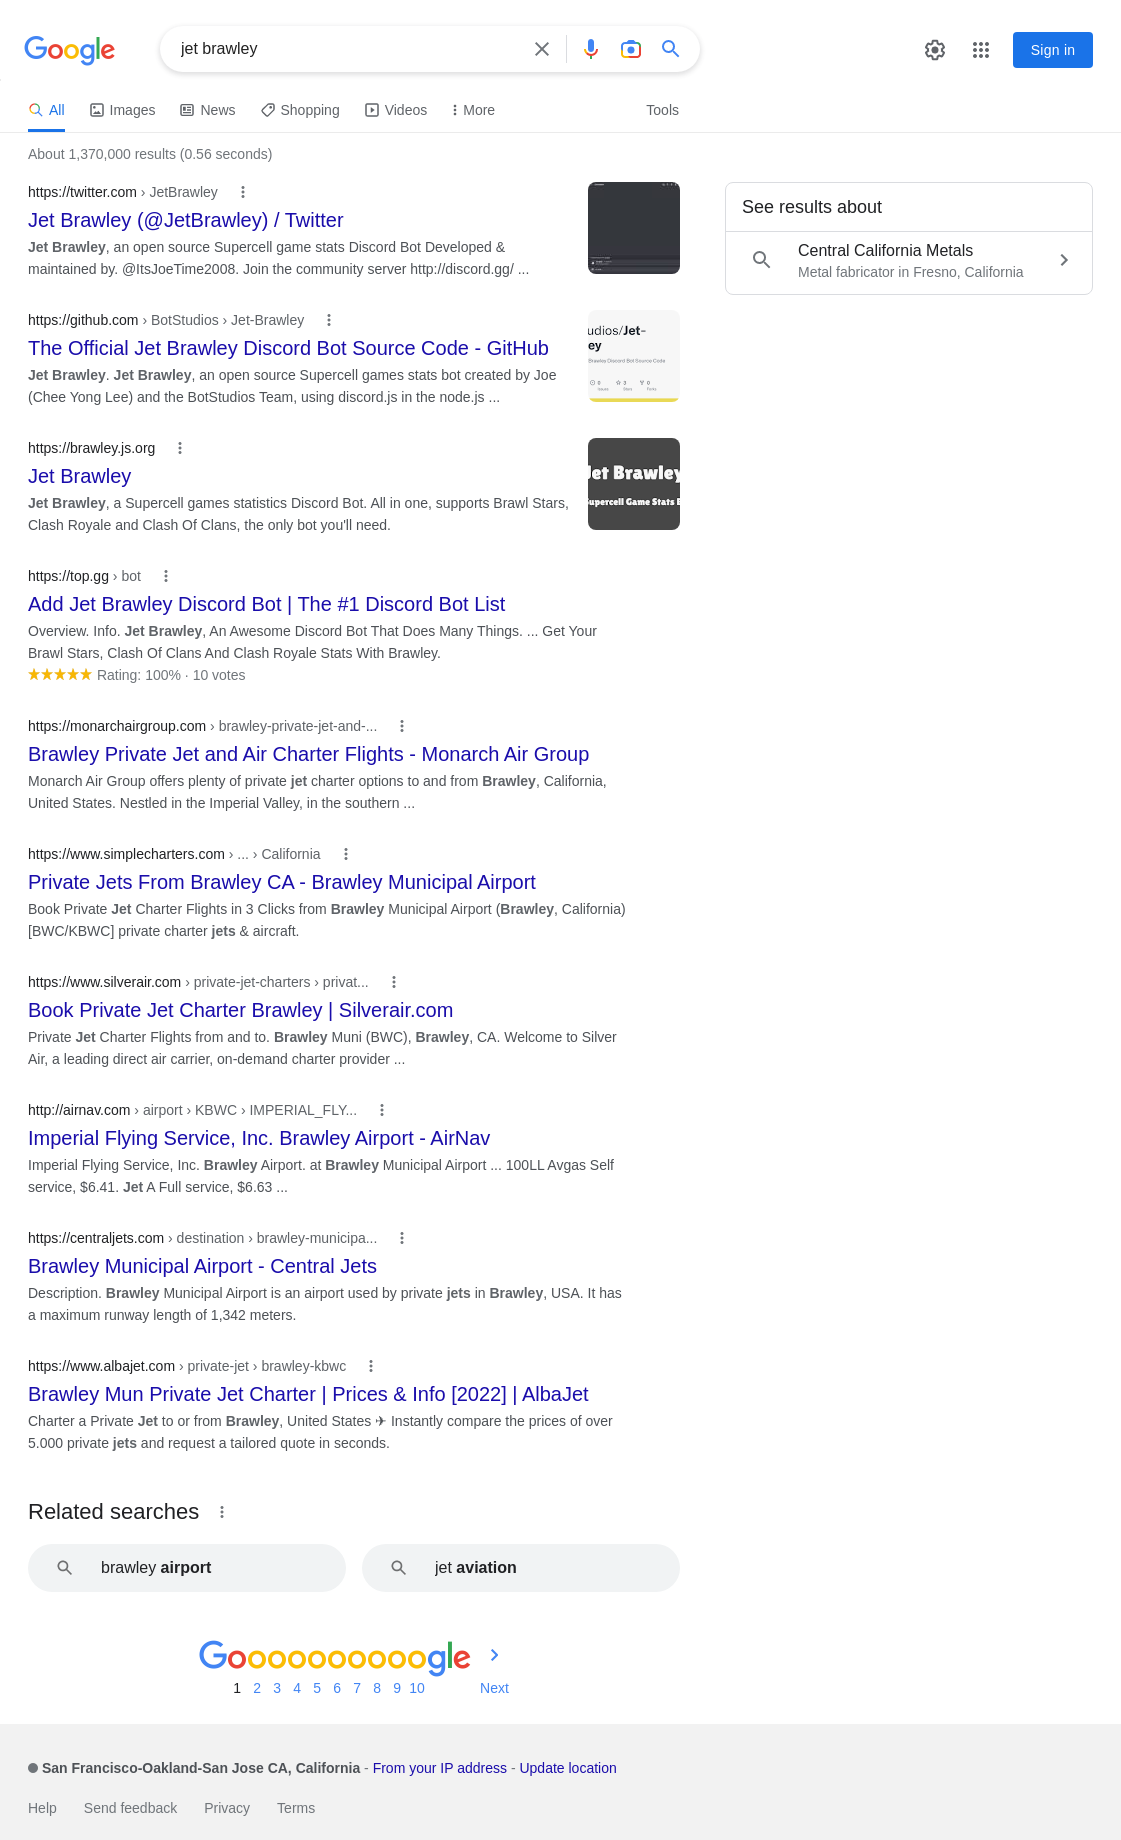 Google
jet brawley
Sign in
All
Images
News
Shopping
Videos
More
Tools
About 1,370,000 results (0.56 seconds)
https://twitter.com › JetBrawley
Jet Brawley (@JetBrawley) / Twitter
Jet Brawley, an open source Supercell game stats Discord Bot Developed &
maintained by. @ItsJoeTime2008. Join the community server http://discord.gg/ ...
See results about
Central California Metals
Metal fabricator in Fresno, California
https://github.com › BotStudios › Jet-Brawley
The Official Jet Brawley Discord Bot Source Code - GitHub
Jet Brawley. Jet Brawley, an open source Supercell games stats bot created by Joe
(Chee Yong Lee) and the BotStudios Team, using discord.js in the node.js ...
udios/Jet-
ey
Brawley Discord Bot Source Code
https://brawley.js.org
Jet Brawley
Jet Brawley, a Supercell games statistics Discord Bot. All in one, supports Brawl Stars,
Clash Royale and Clash Of Clans, the only bot you'll need.
Jet Brawley
Supercell Game Stats B
https://top.gg › bot
Add Jet Brawley Discord Bot | The #1 Discord Bot List
Overview. Info. Jet Brawley, An Awesome Discord Bot That Does Many Things. ... Get Your
Brawl Stars, Clash Of Clans And Clash Royale Stats With Brawley.
Rating: 100% · 10 votes
https://monarchairgroup.com › brawley-private-jet-and-...
Brawley Private Jet and Air Charter Flights - Monarch Air Group
Monarch Air Group offers plenty of private jet charter options to and from Brawley, California,
United States. Nestled in the Imperial Valley, in the southern ...
https://www.simplecharters.com › ... › California
Private Jets From Brawley CA - Brawley Municipal Airport
Book Private Jet Charter Flights in 3 Clicks from Brawley Municipal Airport (Brawley, California)
[BWC/KBWC] private charter jets & aircraft.
https://www.silverair.com › private-jet-charters › privat...
Book Private Jet Charter Brawley | Silverair.com
Private Jet Charter Flights from and to. Brawley Muni (BWC), Brawley, CA. Welcome to Silver
Air, a leading direct air carrier, on-demand charter provider ...
http://airnav.com › airport › KBWC › IMPERIAL_FLY...
Imperial Flying Service, Inc. Brawley Airport - AirNav
Imperial Flying Service, Inc. Brawley Airport. at Brawley Municipal Airport ... 100LL Avgas Self
service, $6.41. Jet A Full service, $6.63 ...
https://centraljets.com › destination › brawley-municipa...
Brawley Municipal Airport - Central Jets
Description. Brawley Municipal Airport is an airport used by private jets in Brawley, USA. It has
a maximum runway length of 1,342 meters.
https://www.albajet.com › private-jet › brawley-kbwc
Brawley Mun Private Jet Charter | Prices & Info [2022] | AlbaJet
Charter a Private Jet to or from Brawley, United States ✈ Instantly compare the prices of over
5.000 private jets and request a tailored quote in seconds.
Related searches
brawley airport
jet aviation
Goooooooooogle
1 2 3 4 5 6 7 8 9 10 Next
San Francisco-Oakland-San Jose CA, California - From your IP address - Update location
Help Send feedback Privacy Terms